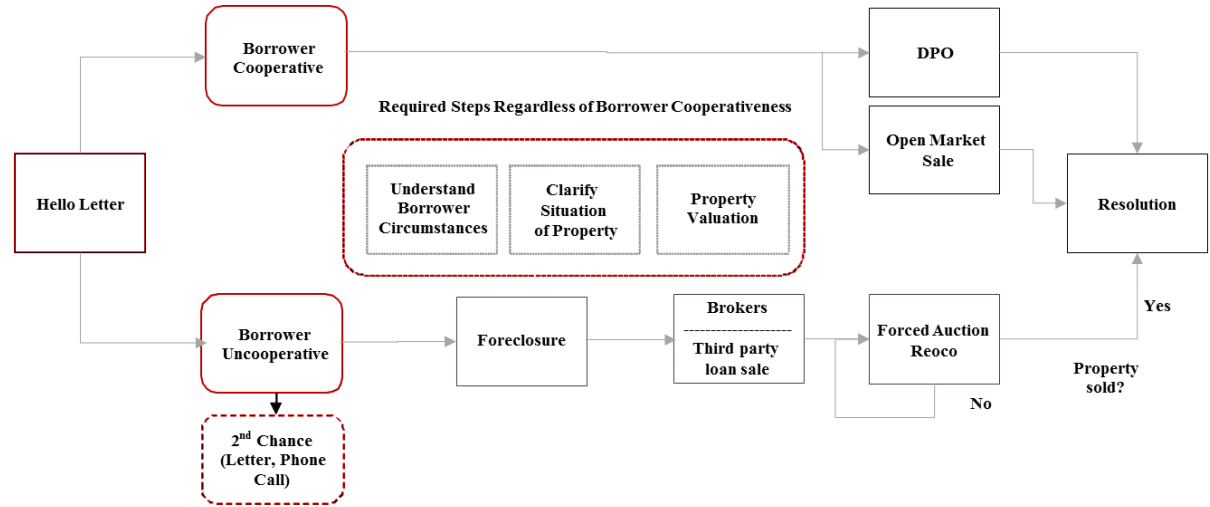 Borrower
Cooperative
DPO
Required Steps Regardless of Borrower Cooperativeness
Open Market
Sale
Hello Letter
Understand
Borrower
Circumstances
Clarify
Situation
of Property
Property
Valuation
Resolution
Borrower
Uncooperative
Foreclosure
Brokers
Third party
loan sale
Forced Auction
Reoco
Yes
Property
sold?
No
2nd Chance
(Letter, Phone
Call)